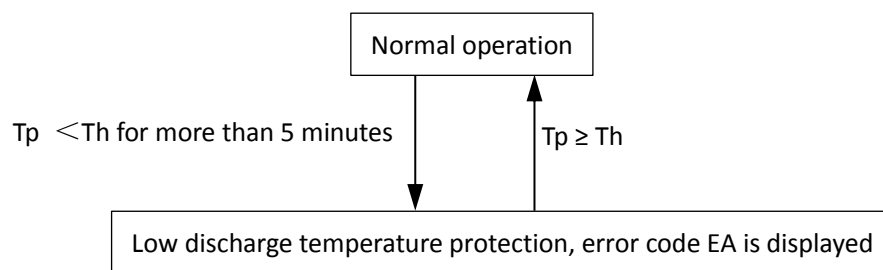 Normal operation
Tp ＜Th for more than 5 minutes
Tp ≥ Th
Low discharge temperature protection, error code EA is displayed